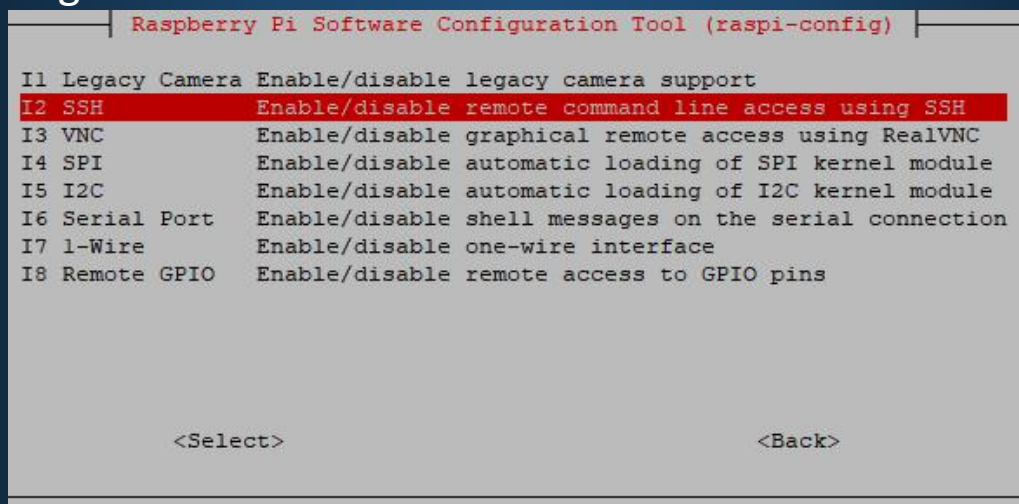 Raspberry Pi Software Configuration Tool (raspi-config)
I1 Legacy Camera Enable/disable legacy camera support
I2 SSH Enable/disable remote command line access using SSH
I3 VNC Enable/disable graphical remote access using RealVNC
I4 SPI Enable/disable automatic loading of SPI kernel module
I5 I2C Enable/disable automatic loading of I2C kernel module
I6 Serial Port Enable/disable shell messages on the serial connection
I7 1-Wire Enable/disable one-wire interface
I8 Remote GPIO Enable/disable remote access to GPIO pins
<Select> <Back>